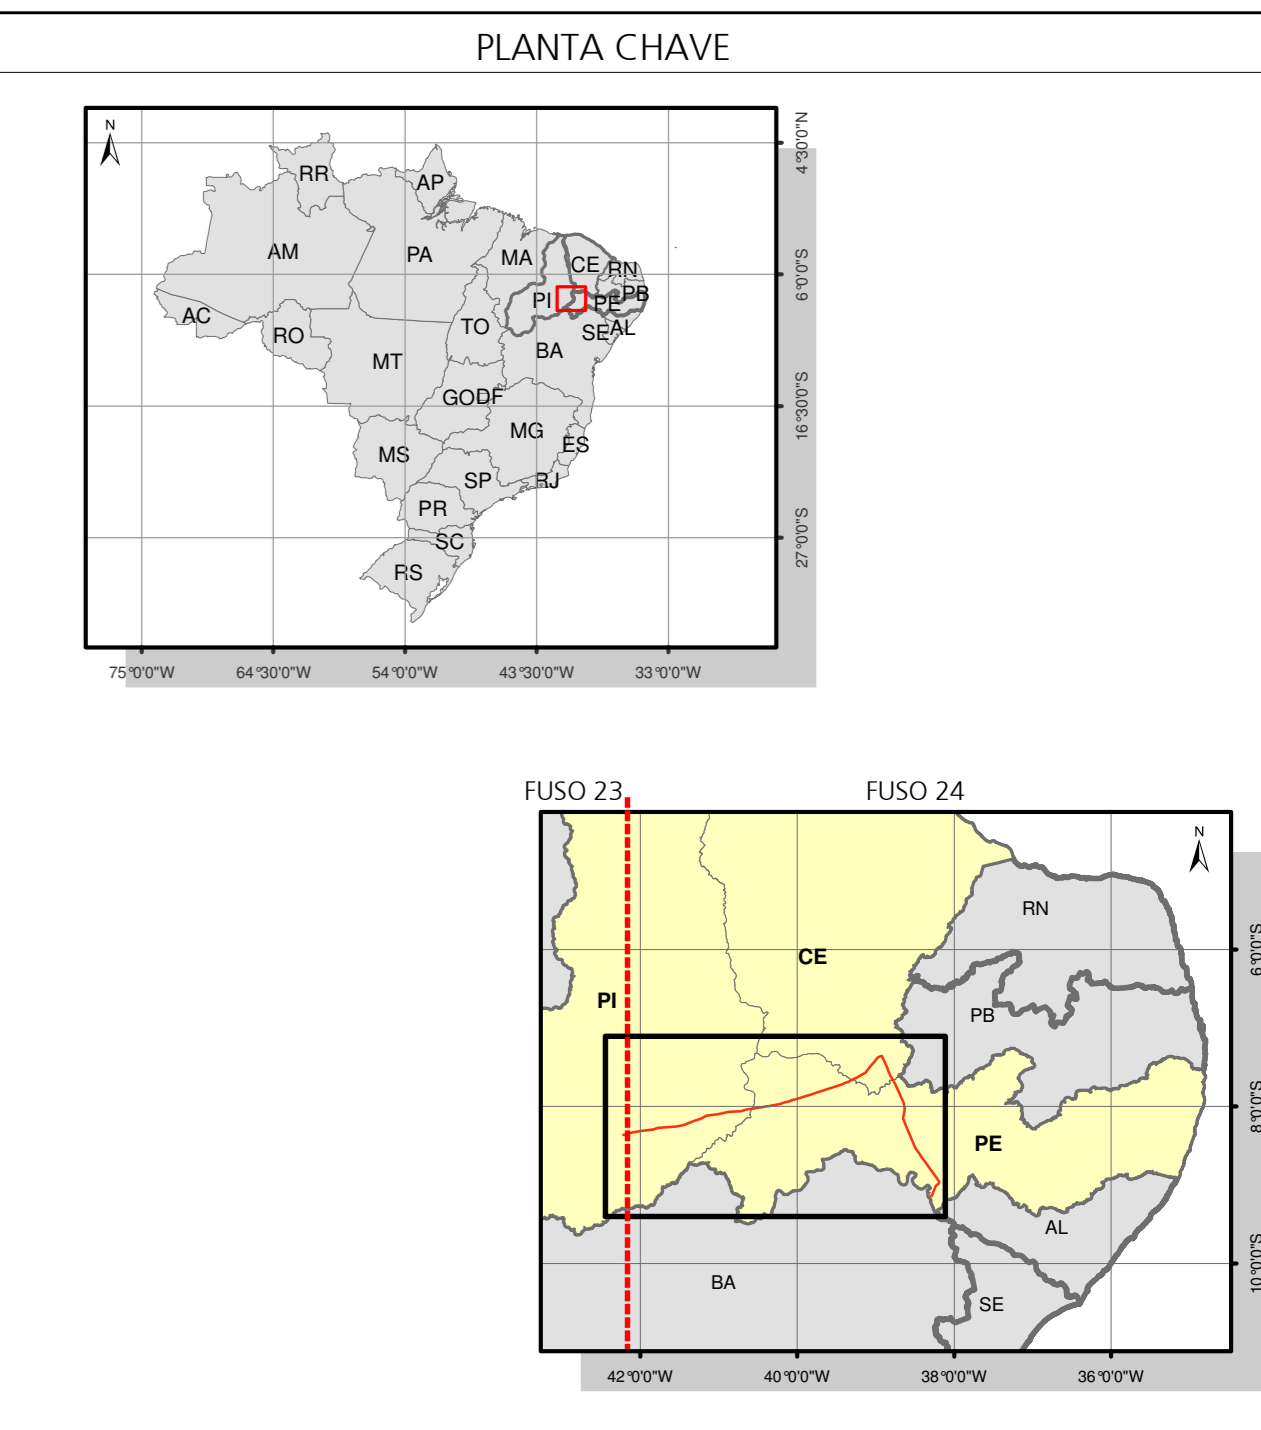 PLANTA CHAVE
N
4°30'0"N
RR
AP
AM
PA
MA
CE
RN
6°0'0"S
PI
PE
PB
AC
RO
TO
SE
AL
MT
BA
GO
DF
16°30'0"S
MG
ES
MS
SP
RJ
PR
SC
27°0'0"S
RS
75°0'0"W
64°30'0"W
54°0'0"W
43°30'0"W
33°0'0"W
FUSO 23
FUSO 24
N
RN
6°0'0"S
CE
PI
PB
8°0'0"S
PE
AL
10°0'0"S
BA
SE
42°0'0"W
40°0'0"W
38°0'0"W
36°0'0"W